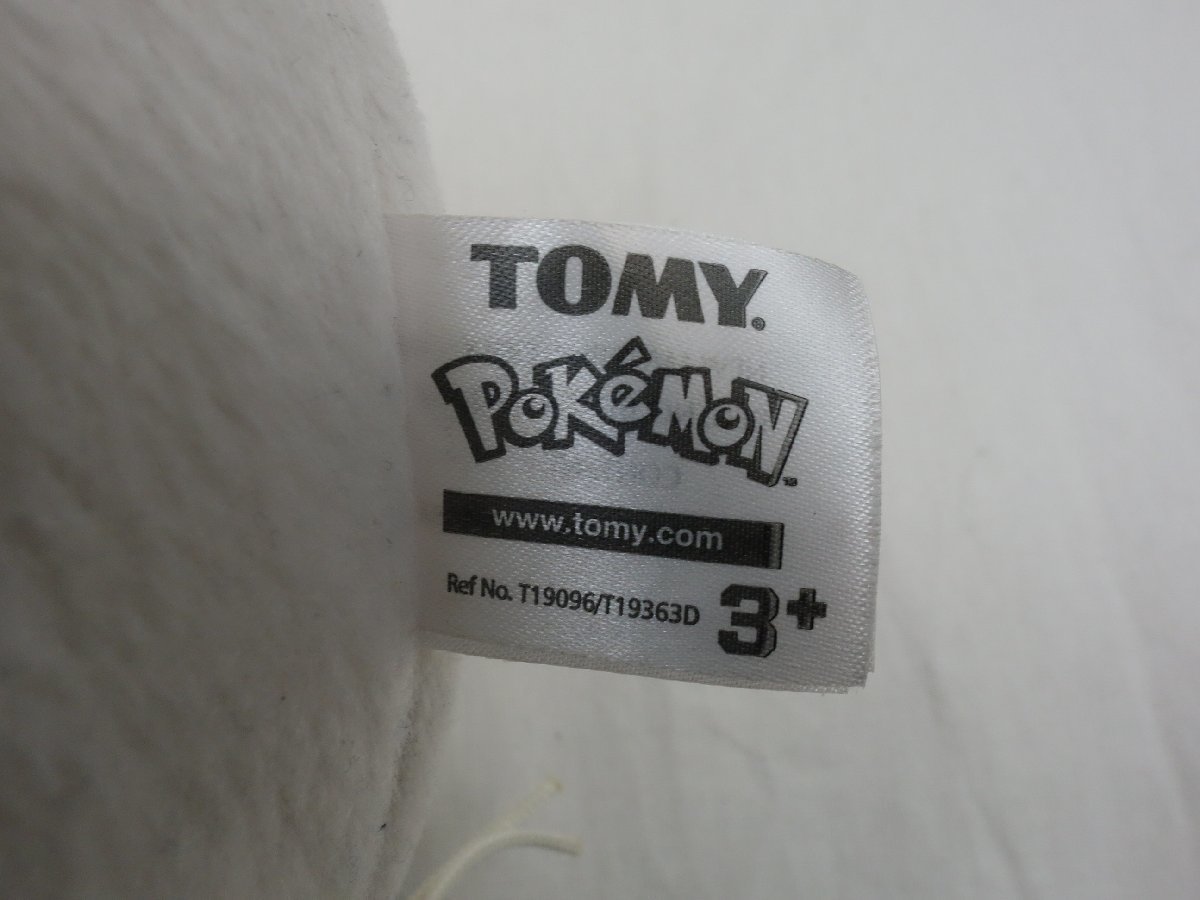 TOMY®
POKéMON™
www.tomy.com
Ref No. T19096/T19363D
3+